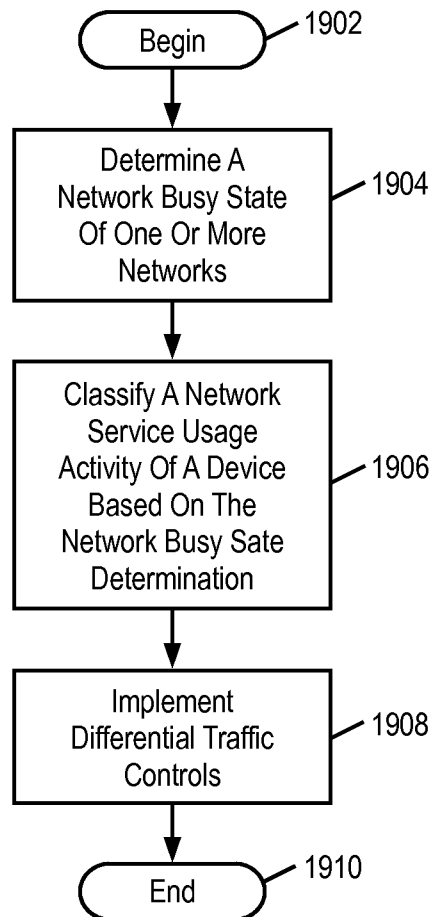 Begin
1902
Determine A
Network Busy State
Of One Or More
Networks
1904
Classify A Network
Service Usage
Activity Of A Device
Based On The
Network Busy Sate
Determination
1906
Implement
Differential Traffic
Controls
1908
End
1910